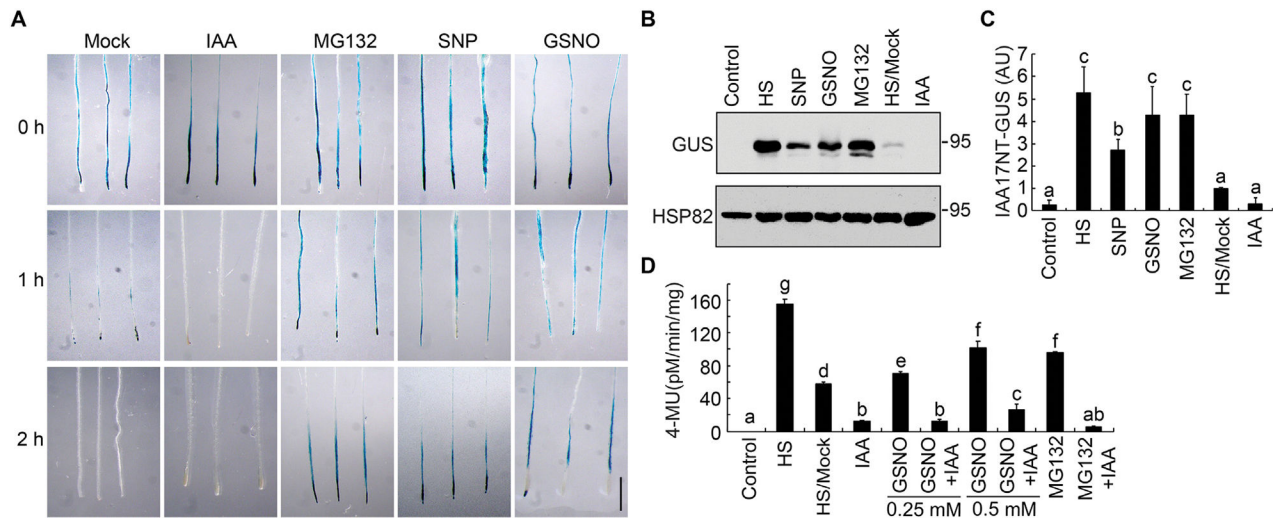 A
Mock IAA MG132 SNP GSNO
0 h
1 h
2 h
B
Control HS SNP GSNO MG132 HS/Mock IAA
GUS -95
HSP82 -95
C
IAA17NT-GUS (AU)
7
6
5
4
3
2
1
0
a c b c c a a
Control HS SNP GSNO MG132 HS/Mock IAA
D
4-MU(pM/min/mg)
160
120
80
40
0
a g d b e b f c f ab
Control HS HS/Mock IAA GSNO GSNO +IAA GSNO GSNO +IAA MG132 MG132 +IAA
0.25 mM 0.5 mM